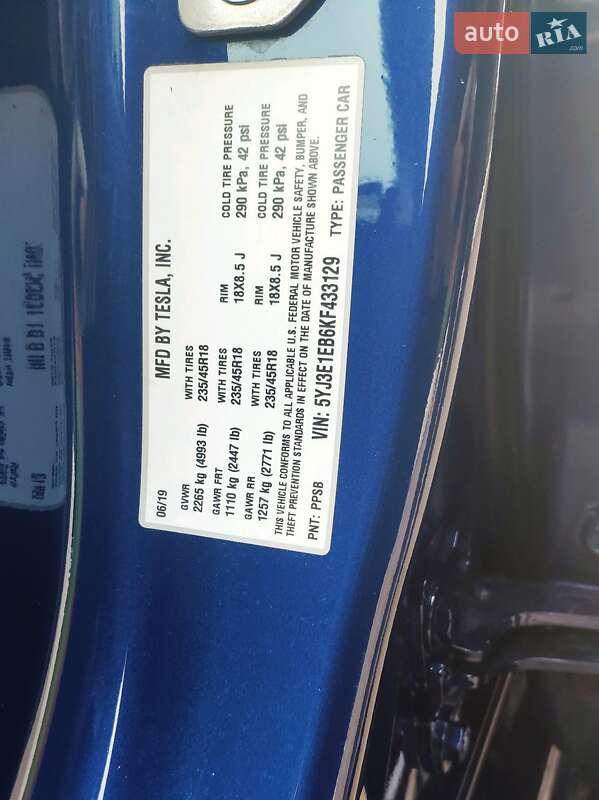 auto RIA.com
MFD BY TESLA, INC.
06/19
GVWR WITH TIRES RIM COLD TIRE PRESSURE
2265 kg (4993 lb) 235/45R18 18X8.5 J 290 kPa, 42 psi
GAWR FRT WITH TIRES RIM COLD TIRE PRESSURE
1110 kg (2447 lb) 235/45R18 18X8.5 J 290 kPa, 42 psi
GAWR RR WITH TIRES
1257 kg (2771 lb) 235/45R18
THIS VEHICLE CONFORMS TO ALL APPLICABLE U.S. FEDERAL MOTOR VEHICLE SAFETY, BUMPER, AND
THEFT PREVENTION STANDARDS IN EFFECT ON THE DATE OF MANUFACTURE SHOWN ABOVE.
VIN: 5YJ3E1EB6KF433129 TYPE: PASSENGER CAR
PNT: PPSB